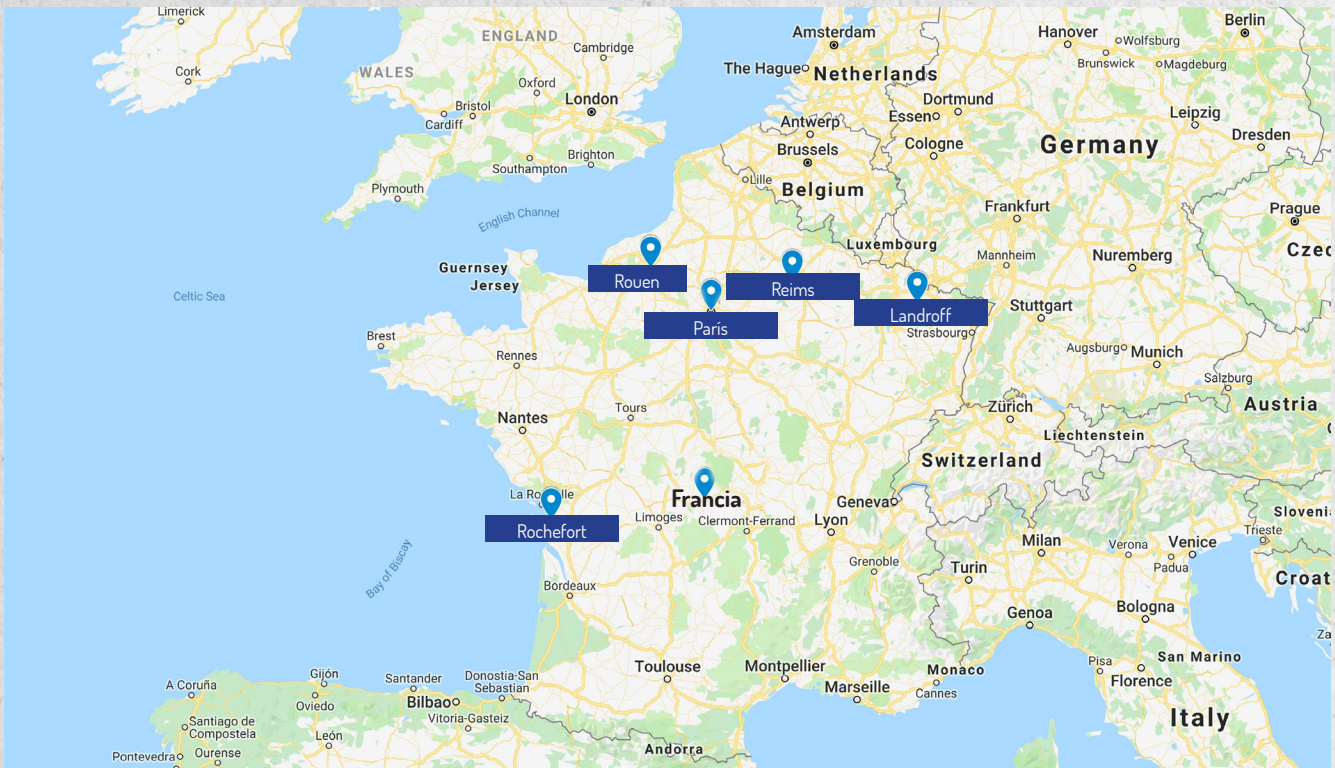 Limerick
Cork
ENGLAND
WALES
Cambridge
Oxford
London
Bristol
Cardiff
Brighton
Southampton
Plymouth
English Channel
Amsterdam
The Hague
Netherlands
Hanover
Wolfsburg
Brunswick
Magdeburg
Berlin
Dortmund
Essen
Leipzig
Antwerp
Brussels
Cologne
Dresden
Germany
Lille
Belgium
Frankfurt
Prague
Luxembourg
Mannheim
Nuremberg
Czec
Guernsey
Jersey
Celtic Sea
Rouen
Reims
París
Landroff
Strasbourg
Stuttgart
Augsburg
Munich
Salzburg
Brest
Rennes
Nantes
Tours
Zürich
Austria
Liechtenstein
Switzerland
Francia
Geneva
Rochefort
Limoges
Clermont-Ferrand
Lyon
Sloveni
Trieste
Milan
Verona
Venice
Padua
Turin
Grenoble
Croat
Bay of Biscay
Bordeaux
Genoa
Bologna
Za
Toulouse
Montpellier
Marseille
Monaco
Cannes
Pisa
Florence
San Marino
Italy
A Coruña
Gijón
Oviedo
Santander
Donostia-San
Sebastian
Bilbao
Vitoria-Gasteiz
Santiago de
Compostela
León
Pontevedra
Ourense
Andorra